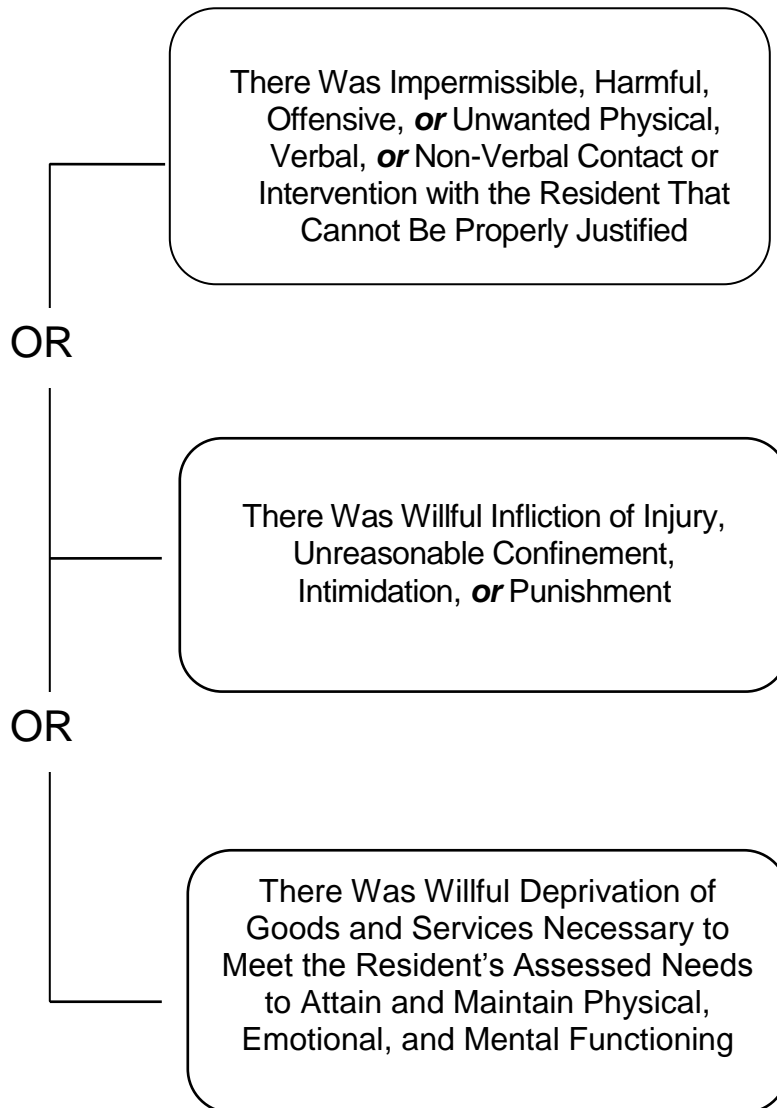 There Was Impermissible, Harmful,
Offensive, or Unwanted Physical,
Verbal, or Non-Verbal Contact or
Intervention with the Resident That
Cannot Be Properly Justified
OR
There Was Willful Infliction of Injury,
Unreasonable Confinement,
Intimidation, or Punishment
OR
There Was Willful Deprivation of
Goods and Services Necessary to
Meet the Resident’s Assessed Needs
to Attain and Maintain Physical,
Emotional, and Mental Functioning